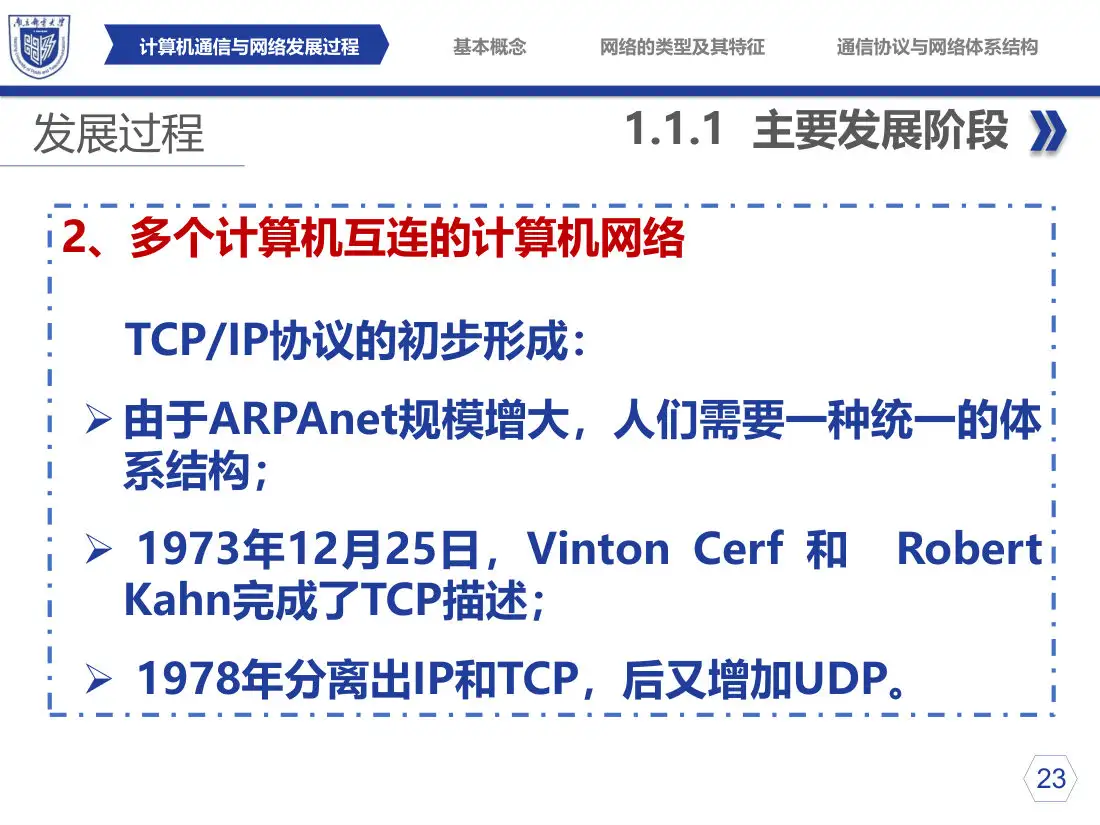 计算机通信与网络发展过程
基本概念
网络的类型及其特征
通信协议与网络体系结构
发展过程
1.1.1 主要发展阶段
2、多个计算机互连的计算机网络
TCP/IP协议的初步形成：
由于ARPAnet规模增大，人们需要一种统一的体
系结构；
1973年12月25日，Vinton Cerf 和 Robert
Kahn完成了TCP描述；
1978年分离出IP和TCP，后又增加UDP。
23